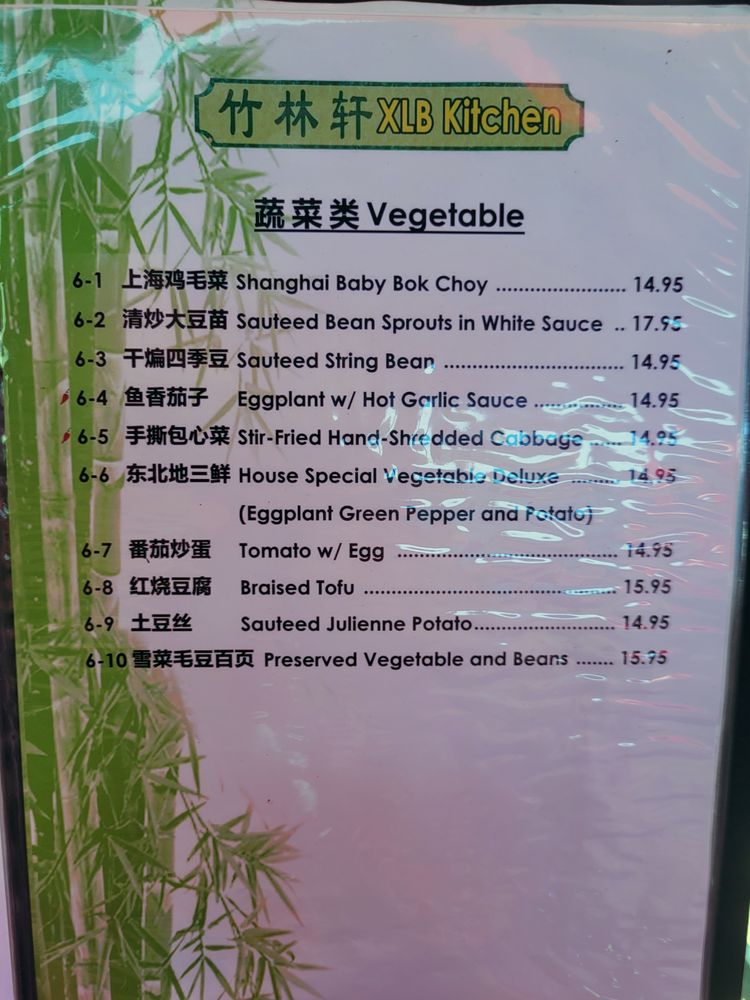 竹林轩 XLB Kitchen
蔬菜类 Vegetable
6-1 上海鸡毛菜 Shanghai Baby Bok Choy ........................ 14.95
6-2 清炒大豆苗 Sauteed Bean Sprouts in White Sauce .. 17.95
6-3 干煸四季豆 Sauteed String Bean ................................. 14.95
6-4 鱼香茄子 Eggplant w/ Hot Garlic Sauce ................ 14.95
6-5 手撕包心菜 Stir-Fried Hand-Shredded Cabbage ...... 14.95
6-6 东北地三鲜 House Special Vegetable Deluxe ......... 14.95
(Eggplant Green Pepper and Potato)
6-7 番茄炒蛋 Tomato w/ Egg ........................................ 14.95
6-8 红烧豆腐 Braised Tofu .............................................. 15.95
6-9 土豆丝 Sauteed Julienne Potato......................... 14.95
6-10 雪菜毛豆百页 Preserved Vegetable and Beans ....... 15.95